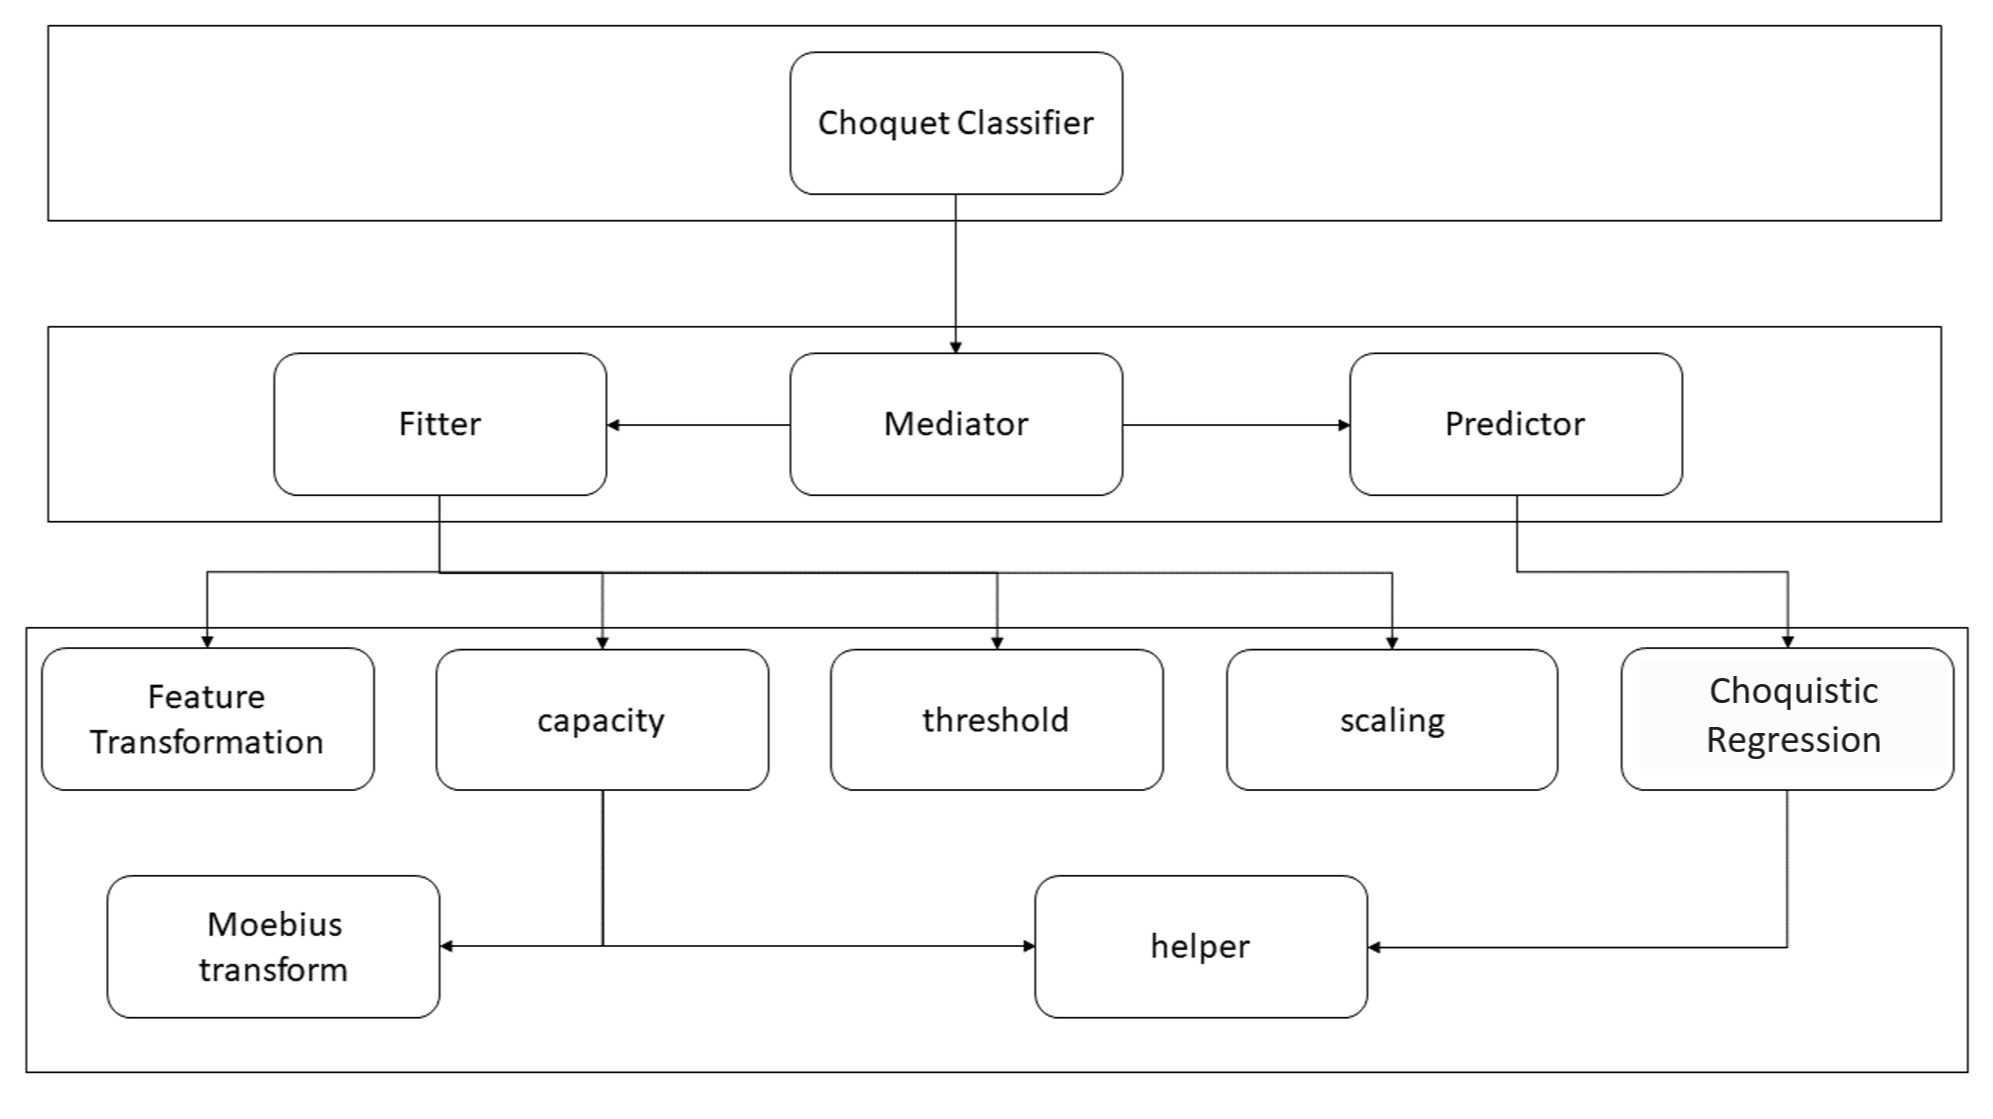 Choquet Classifier
Fitter
Mediator
Predictor
Feature
Transformation
capacity
threshold
scaling
Choquistic
Regression
Moebius
transform
helper